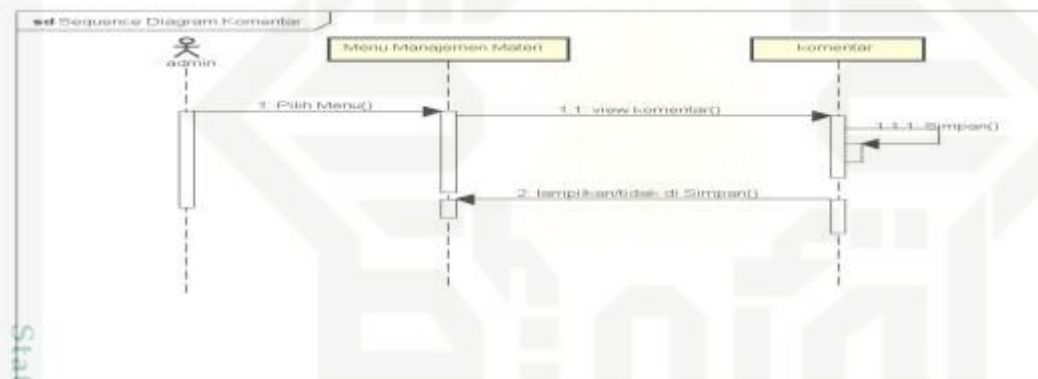 sd Sequence Diagram Komentar
admin
Menu Manajemen Materi
komentar
1: Pilih Menu()
1.1: view komentar()
1.1.1: Simpan()
2: tampilkan/tidak di Simpan()